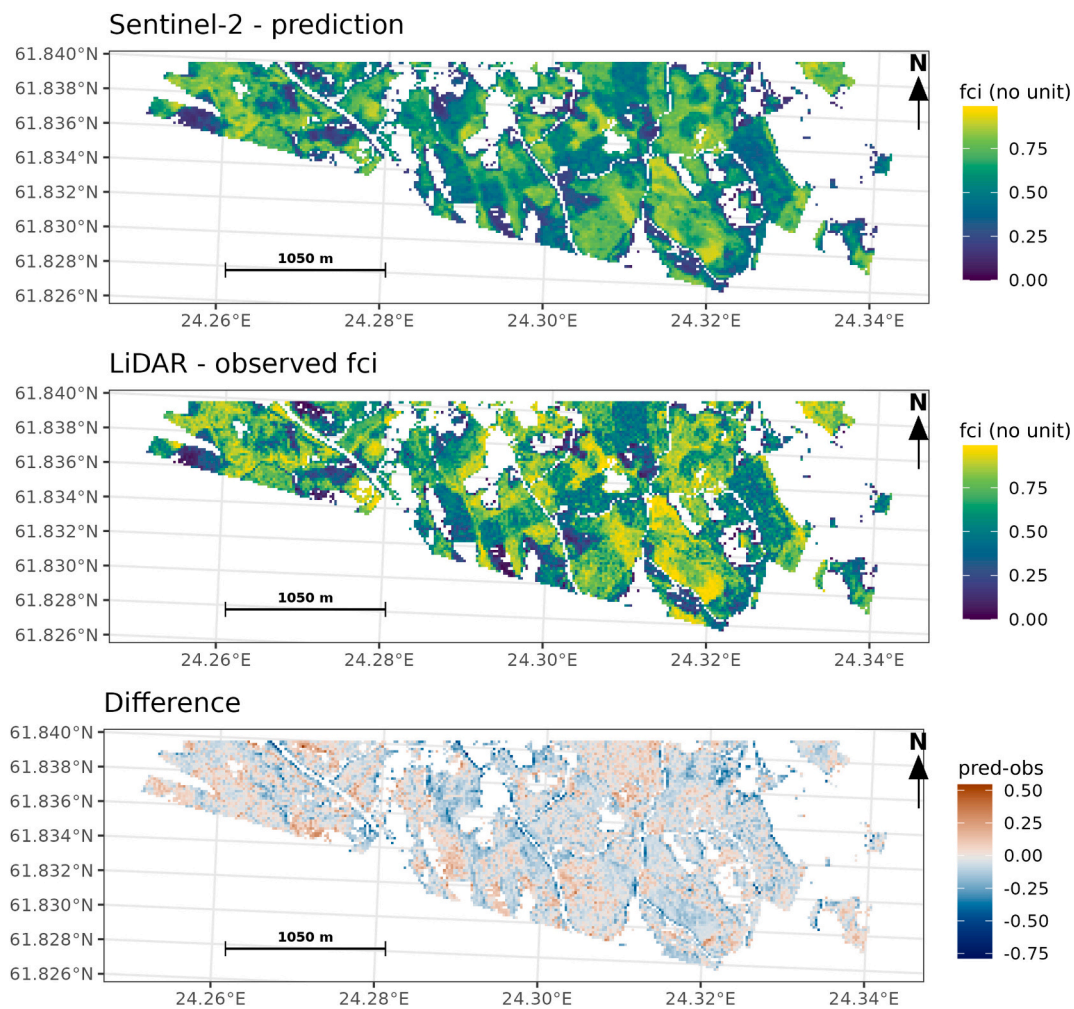 Sentinel-2 - prediction
61.840°N
61.838°N
61.836°N
61.834°N
61.832°N
61.830°N
61.828°N
61.826°N
N
1050 m
24.26°E 24.28°E 24.30°E 24.32°E 24.34°E
fci (no unit)
0.75
0.50
0.25
0.00
LiDAR - observed fci
61.840°N
61.838°N
61.836°N
61.834°N
61.832°N
61.830°N
61.828°N
61.826°N
N
1050 m
24.26°E 24.28°E 24.30°E 24.32°E 24.34°E
fci (no unit)
0.75
0.50
0.25
0.00
Difference
61.840°N
61.838°N
61.836°N
61.834°N
61.832°N
61.830°N
61.828°N
61.826°N
N
1050 m
24.26°E 24.28°E 24.30°E 24.32°E 24.34°E
pred-obs
0.50
0.25
0.00
-0.25
-0.50
-0.75